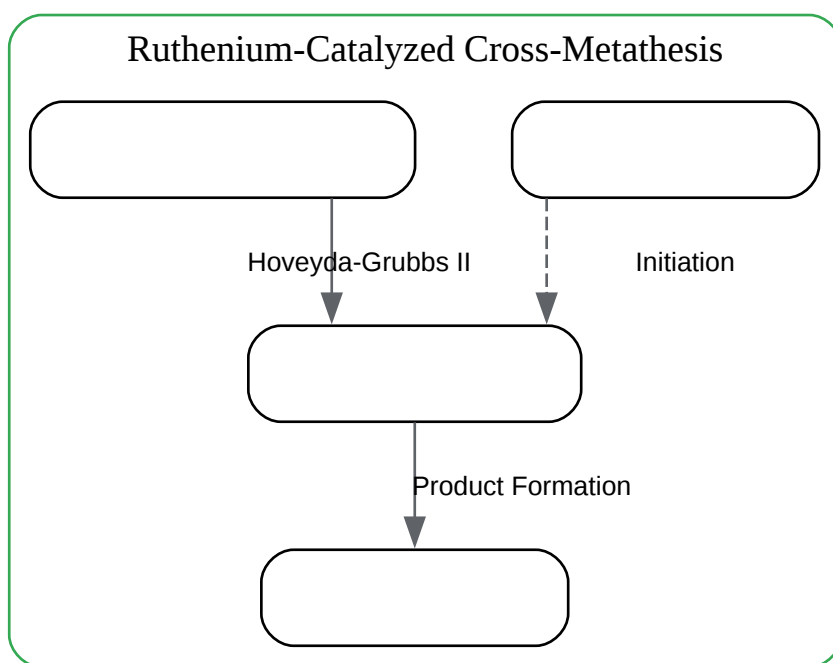 Ruthenium-Catalyzed Cross-Metathesis
Hoveyda-Grubbs II
Initiation
Product Formation